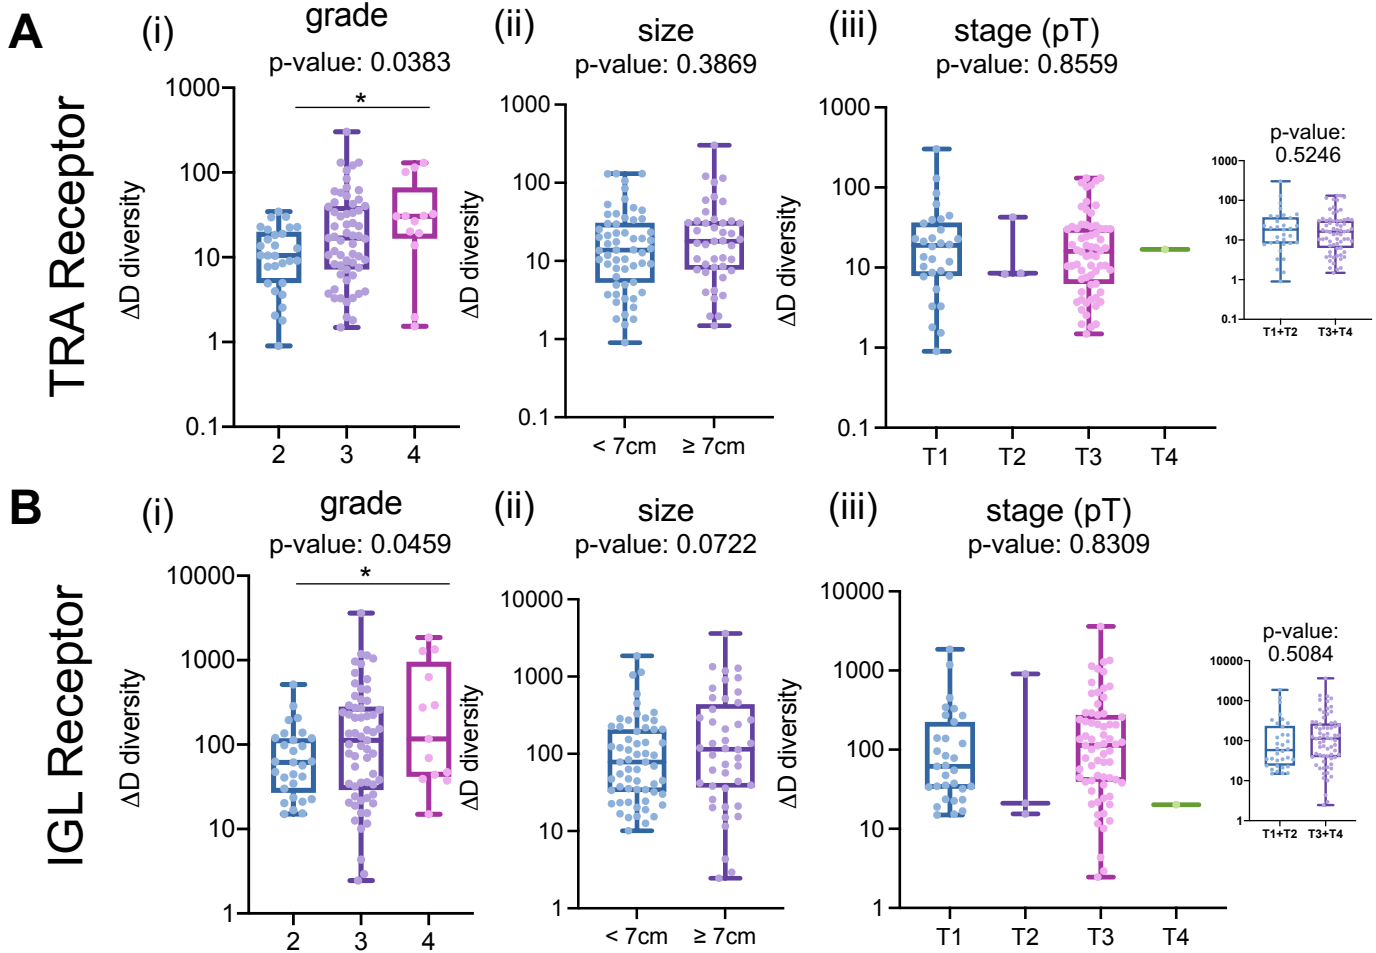 A
TRA Receptor
(i)
grade
p-value: 0.0383
*
ΔD diversity
1000
100
10
1
0.1
2 3 4
(ii)
size
p-value: 0.3869
ΔD diversity
1000
100
10
1
0.1
< 7cm ≥ 7cm
(iii)
stage (pT)
p-value: 0.8559
ΔD diversity
1000
100
10
1
0.1
T1 T2 T3 T4
p-value:
0.5246
1000
100
10
1
0.1
T1+T2 T3+T4
B
IGL Receptor
(i)
grade
p-value: 0.0459
*
ΔD diversity
10000
1000
100
10
1
2 3 4
(ii)
size
p-value: 0.0722
ΔD diversity
10000
1000
100
10
1
< 7cm ≥ 7cm
(iii)
stage (pT)
p-value: 0.8309
ΔD diversity
10000
1000
100
10
1
T1 T2 T3 T4
p-value:
0.5084
10000
1000
100
10
1
T1+T2 T3+T4